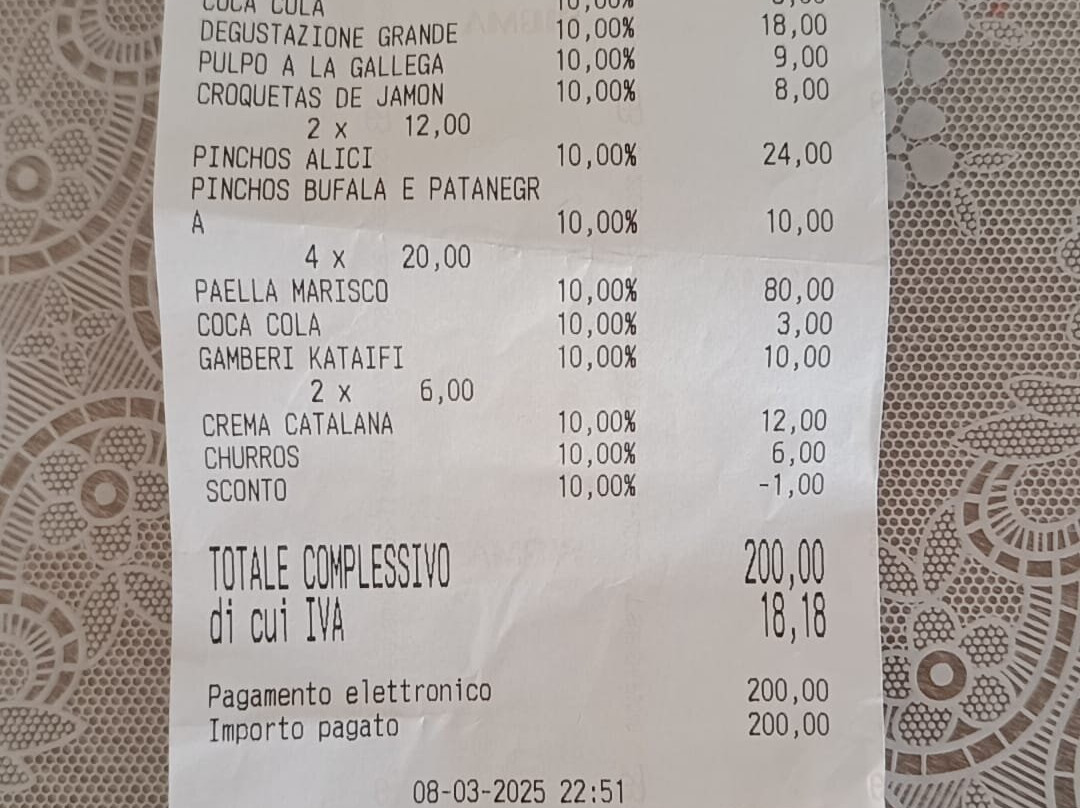 COCA COLA 10,00%
DEGUSTAZIONE GRANDE 10,00% 18,00
PULPO A LA GALLEGA 10,00% 9,00
CROQUETAS DE JAMON 10,00% 8,00
2 x 12,00
PINCHOS ALICI 10,00% 24,00
PINCHOS BUFALA E PATANEGR
A 10,00% 10,00
4 x 20,00
PAELLA MARISCO 10,00% 80,00
COCA COLA 10,00% 3,00
GAMBERI KATAIFI 10,00% 10,00
2 x 6,00
CREMA CATALANA 10,00% 12,00
CHURROS 10,00% 6,00
SCONTO 10,00% -1,00
TOTALE COMPLESSIVO 200,00
di cui IVA 18,18
Pagamento elettronico 200,00
Importo pagato 200,00
08-03-2025 22:51